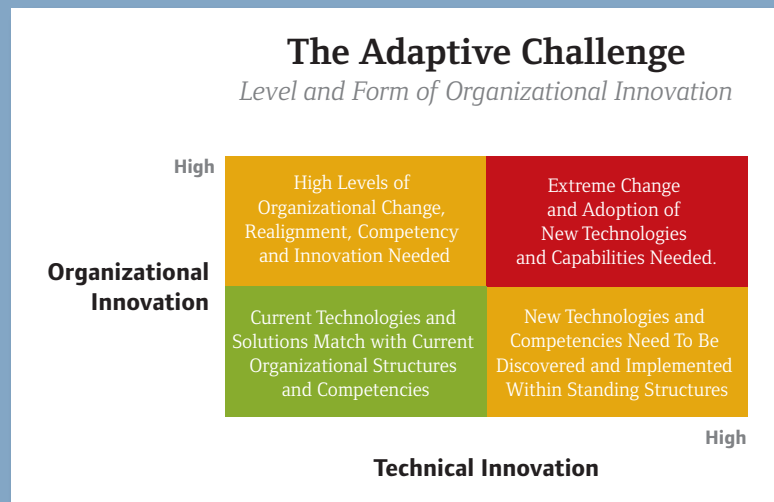 The Adaptive Challenge
Level and Form of Organizational Innovation
High
High Levels of
Organizational Change,
Realignment, Competency
and Innovation Needed
Extreme Change
and Adoption of
New Technologies
and Capabilities Needed.
Organizational
Innovation
Current Technologies and
Solutions Match with Current
Organizational Structures
and Competencies
New Technologies and
Competencies Need To Be
Discovered and Implemented
Within Standing Structures
High
Technical Innovation